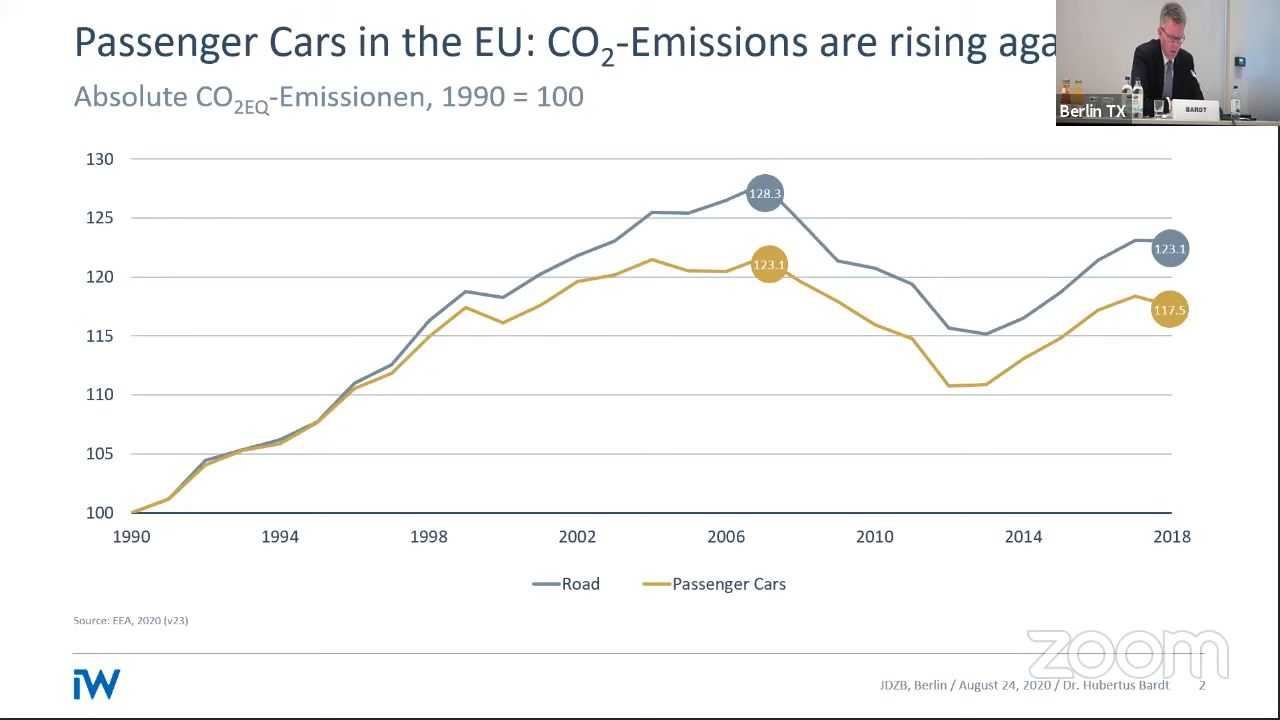 Passenger Cars in the EU: CO2-Emissions are rising aga
Absolute CO2EQ-Emissionen, 1990 = 100
Berlin TX
BARDT
130
125
120
115
110
105
100
128.3
123.1
123.1
117.5
1990 1994 1998 2002 2006 2010 2014 2018
Road Passenger Cars
Source: EEA, 2020 (v23)
zoom
iW
JDZB, Berlin / August 24, 2020 / Dr. Hubertus Bardt 2